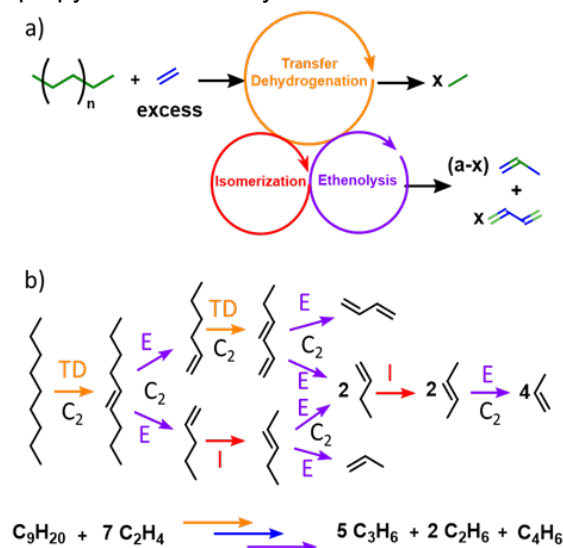 a)
Transfer
Dehydrogenation
( ) n + excess
x
Isomerization Ethenolysis
(a-x)
+
x
b)
TD E TD E
C2 C2 C2 C2
E E
2 I 2 E 4
C2
E I E
C2
E
C9H20 + 7 C2H4 5 C3H6 + 2 C2H6 + C4H6